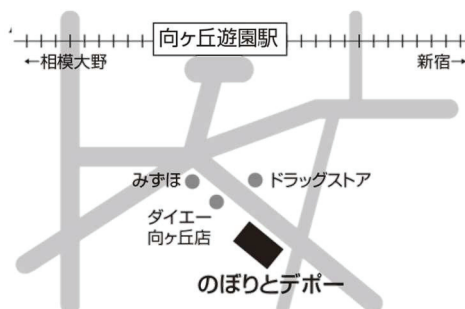 向ヶ丘遊園駅
←相模大野
新宿→
みずほ
ドラッグストア
ダイエー
向ヶ丘店
のぼりとデポー